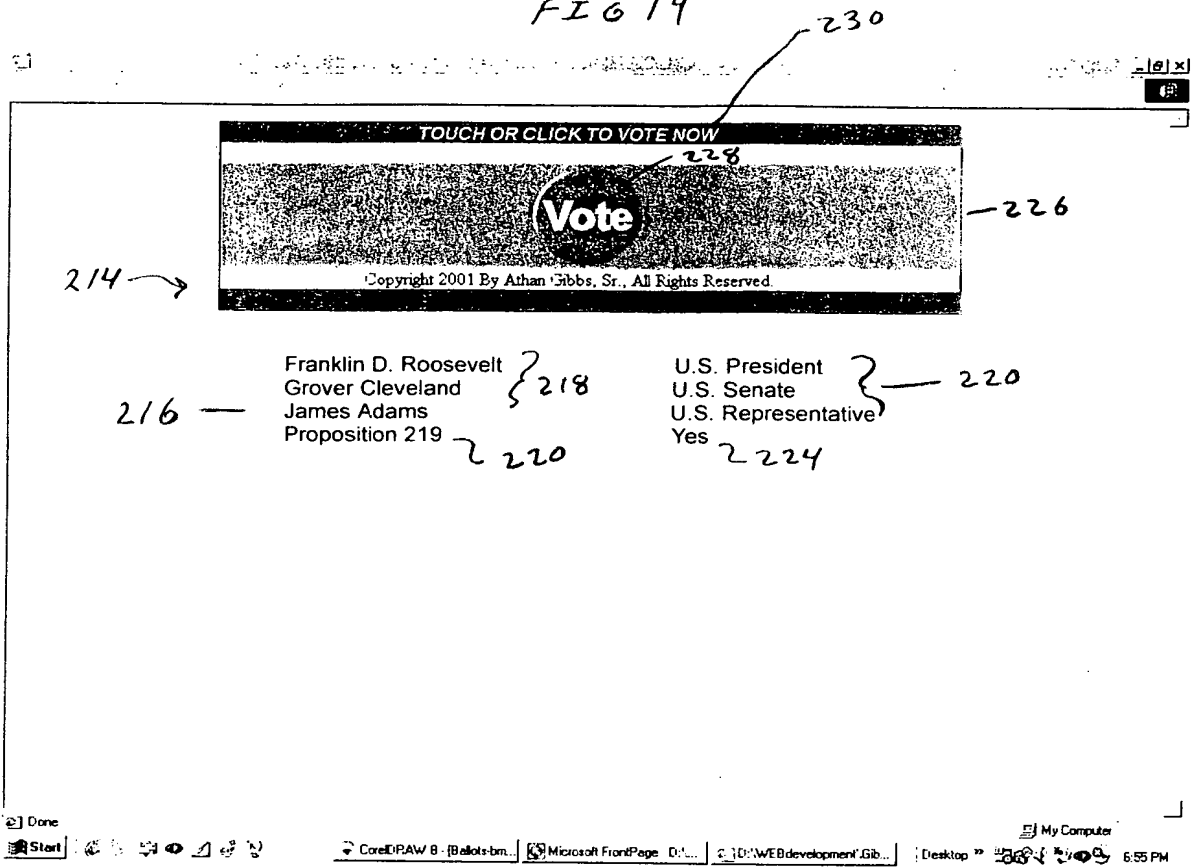 FIG 14
230
TOUCH OR CLICK TO VOTE NOW
228
Vote
226
214
Copyright 2001 By Athan Gibbs, Sr., All Rights Reserved.
Franklin D. Roosevelt U.S. President
Grover Cleveland 218 U.S. Senate 220
216 James Adams U.S. Representative
Proposition 219 220 Yes 224
Done My Computer
Start CorelDRAW 8 - [Ballots-bm... Microsoft FrontPage D:\... D:\WEBdevelopment\Gib... Desktop » 6:55 PM